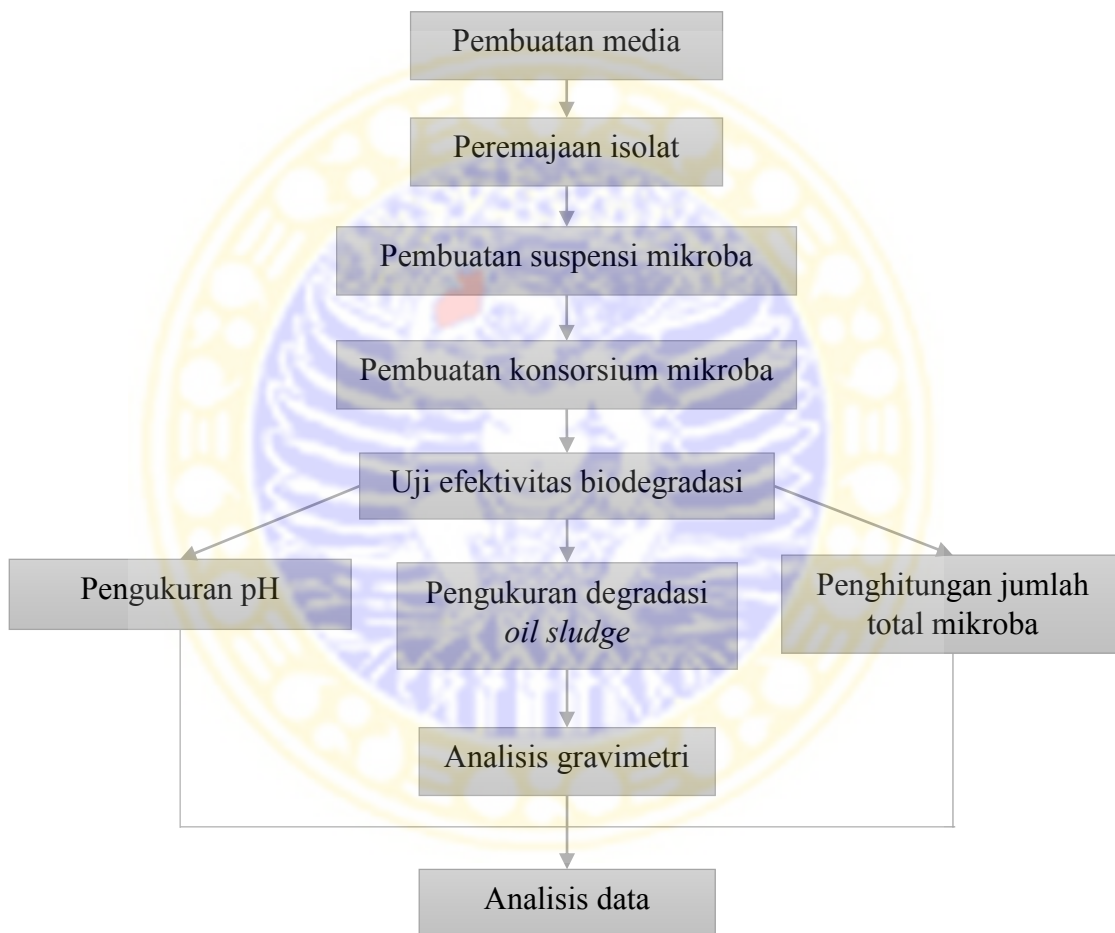 Pembuatan media
Peremajaan isolat
Pembuatan suspensi mikroba
Pembuatan konsorsium mikroba
Uji efektivitas biodegradasi
Pengukuran pH
Pengukuran degradasi
oil sludge
Penghitungan jumlah
total mikroba
Analisis gravimetri
Analisis data